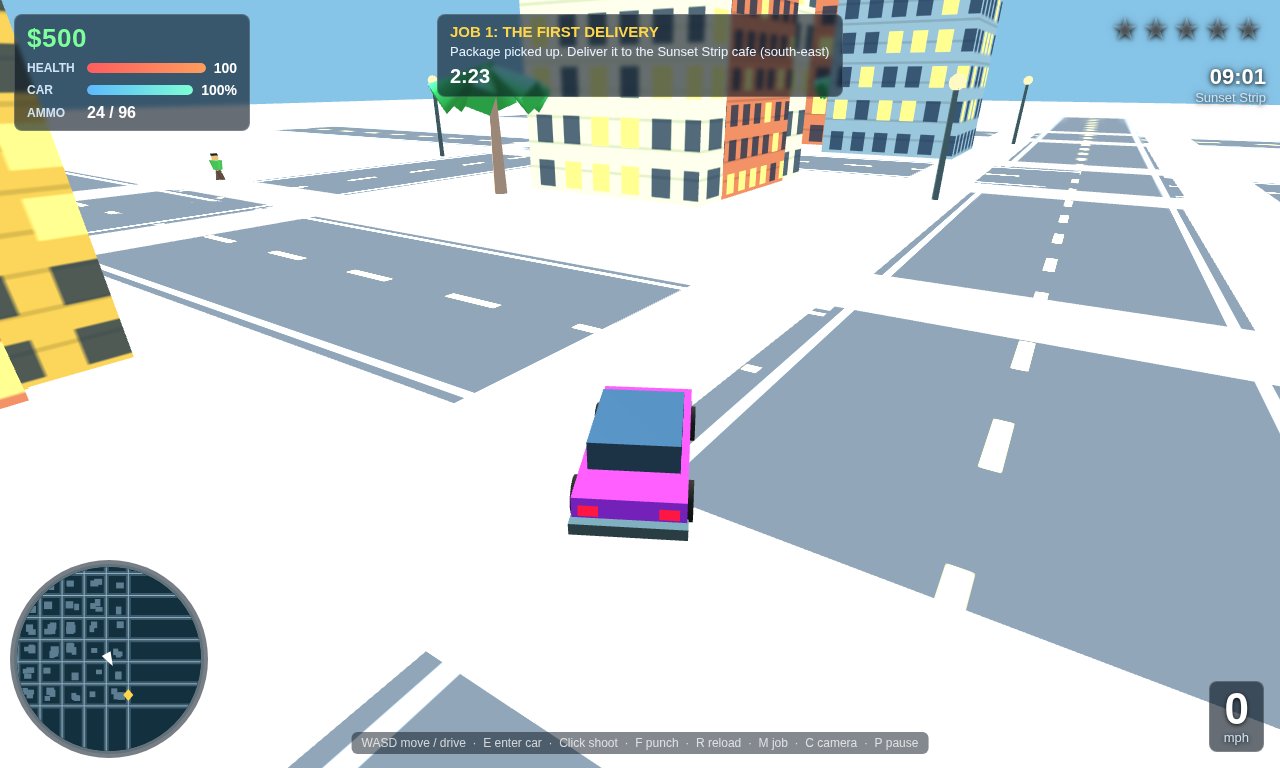 $500
HEALTH 100
CAR 100%
AMMO 24 / 96
JOB 1: THE FIRST DELIVERY
Package picked up. Deliver it to the Sunset Strip cafe (south-east)
2:23
★★★★★
09:01
Sunset Strip
WASD move / drive · E enter car · Click shoot · F punch · R reload · M job · C camera · P pause
0
mph